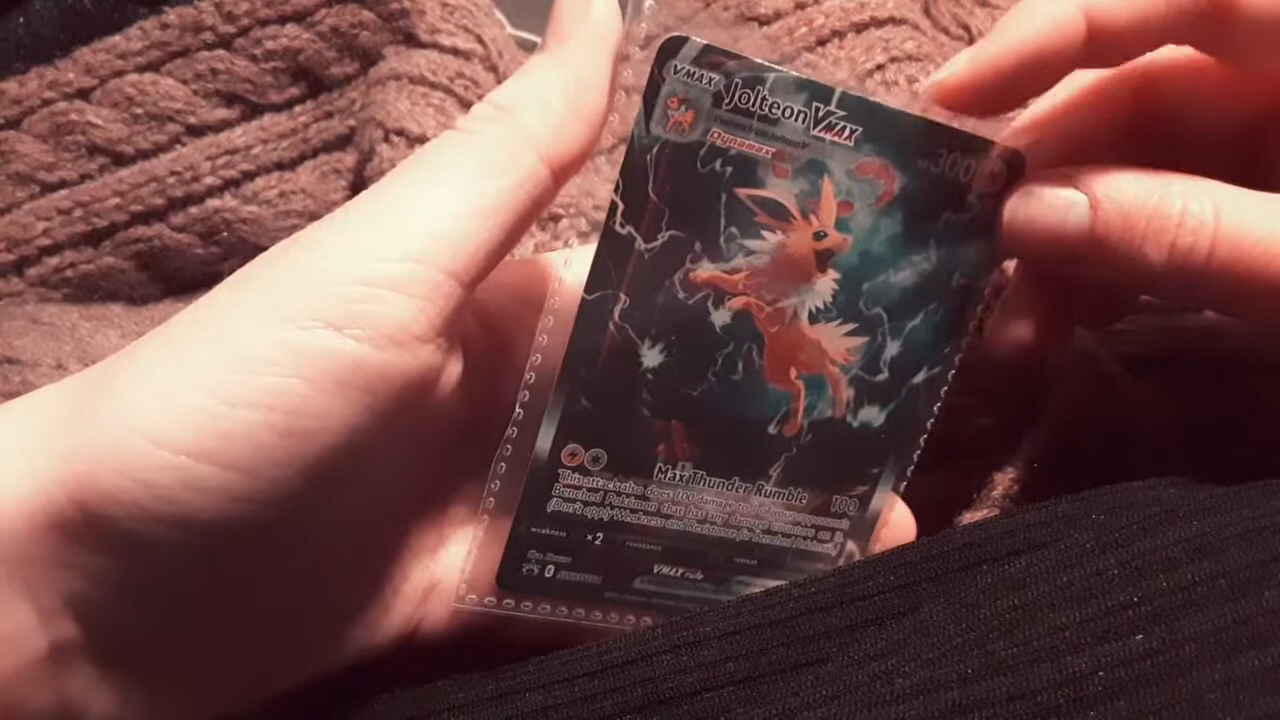 VMAX Jolteon VMAX
Dynamax
300
Max Thunder Rumble 100
This attack also does 100 damage to 1 of your opponent's
Benched Pokémon that has any damage counters on it.
(Don't apply Weakness and Resistance for Benched Pokémon.)
weakness ×2 resistance retreat
VMAX rule